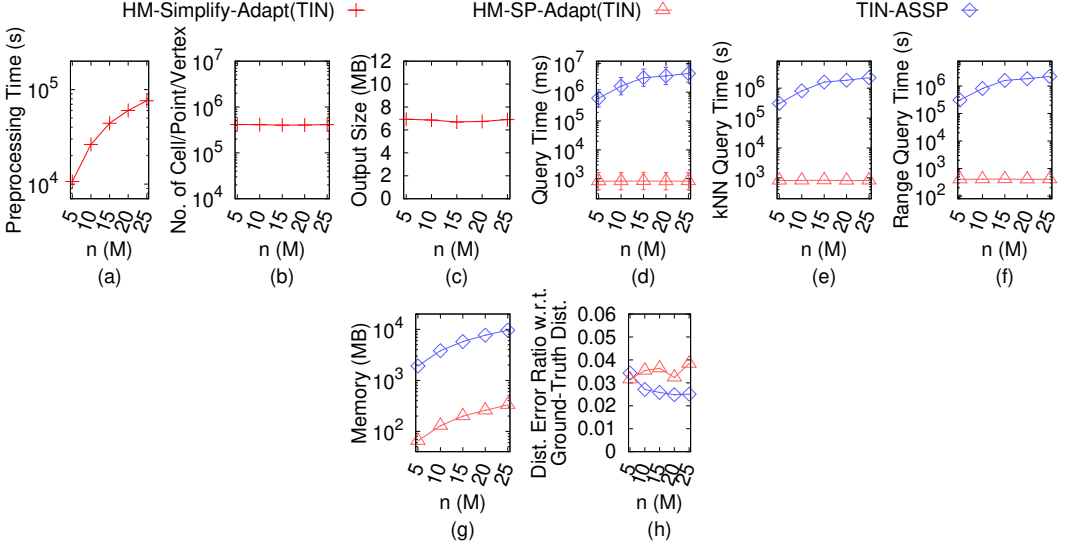 HM-Simplify-Adapt(TIN) HM-SP-Adapt(TIN) TIN-ASSP
Preprocessing Time (s)
10^5
10^4
5 10 15 20 25
n (M)
(a)
No. of Cell/Point/Vertex
10^7
10^6
10^5
10^4
5 10 15 20 25
n (M)
(b)
Output Size (MB)
12
10
8
6
4
2
0
5 10 15 20 25
n (M)
(c)
Query Time (ms)
10^7
10^6
10^5
10^4
10^3
5 10 15 20 25
n (M)
(d)
kNN Query Time (s)
10^6
10^5
10^4
10^3
5 10 15 20 25
n (M)
(e)
Range Query Time (s)
10^6
10^5
10^4
10^3
10^2
5 10 15 20 25
n (M)
(f)
Memory (MB)
10^4
10^3
10^2
5 10 15 20 25
n (M)
(g)
Dist. Error Ratio w.r.t.
Ground-Truth Dist.
0.06
0.05
0.04
0.03
0.02
0.01
0
5 10 15 20 25
n (M)
(h)